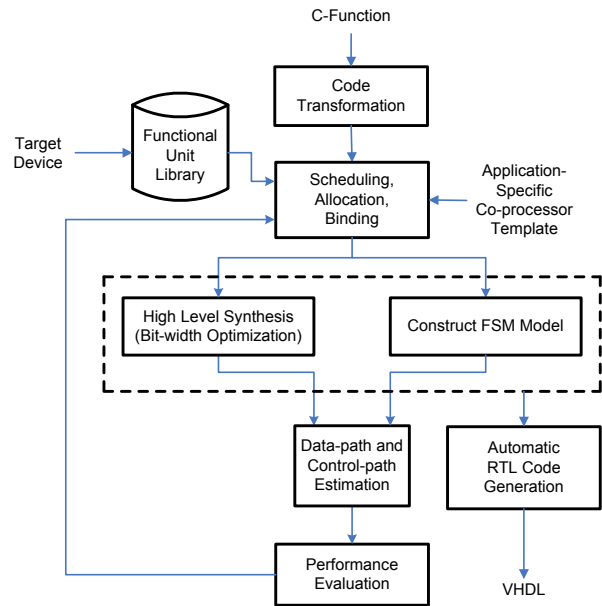 C-Function
Code
Transformation
Target
Device
Functional
Unit
Library
Scheduling,
Allocation,
Binding
Application-
Specific
Co-processor
Template
High Level Synthesis
(Bit-width Optimization)
Construct FSM Model
Data-path and
Control-path
Estimation
Automatic
RTL Code
Generation
Performance
Evaluation
VHDL